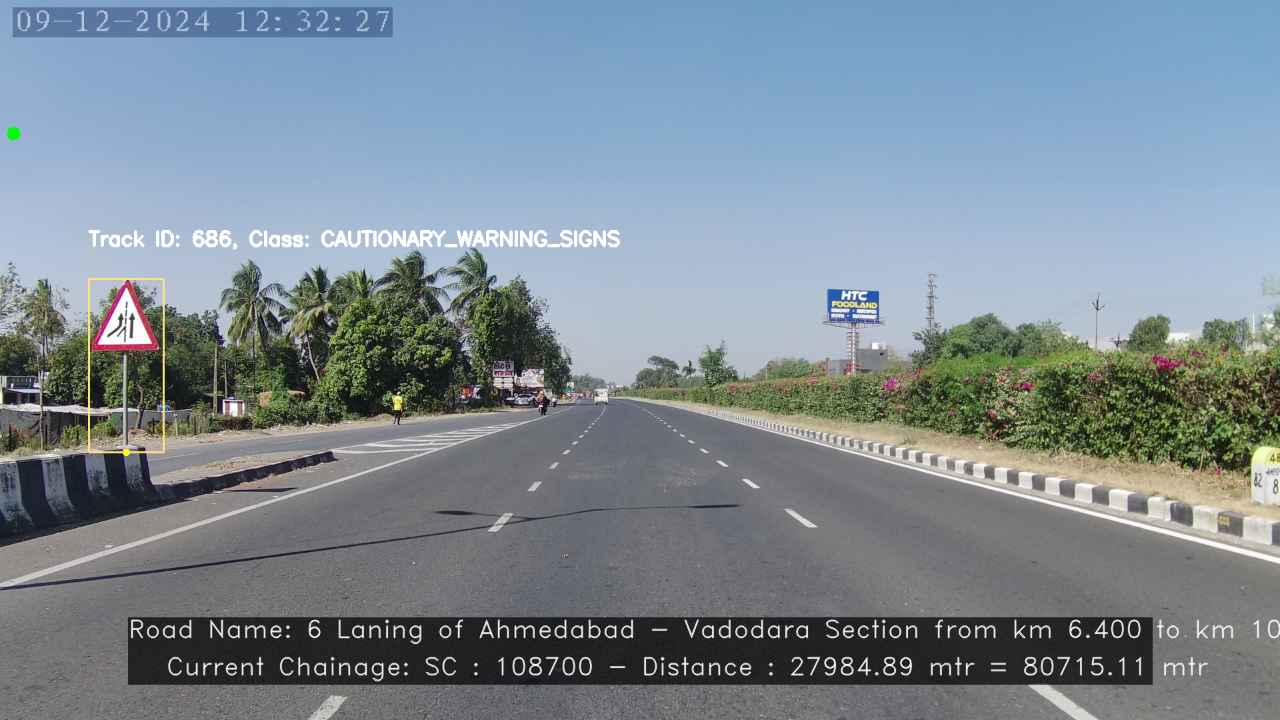 09-12-2024 12:32:27
Track ID: 686, Class: CAUTIONARY_WARNING_SIGNS
HTC
FOODLAND
82
8
Road Name: 6 Laning of Ahmedabad - Vadodara Section from km 6.400 to km 10
Current Chainage: SC : 108700 - Distance : 27984.89 mtr = 80715.11 mtr